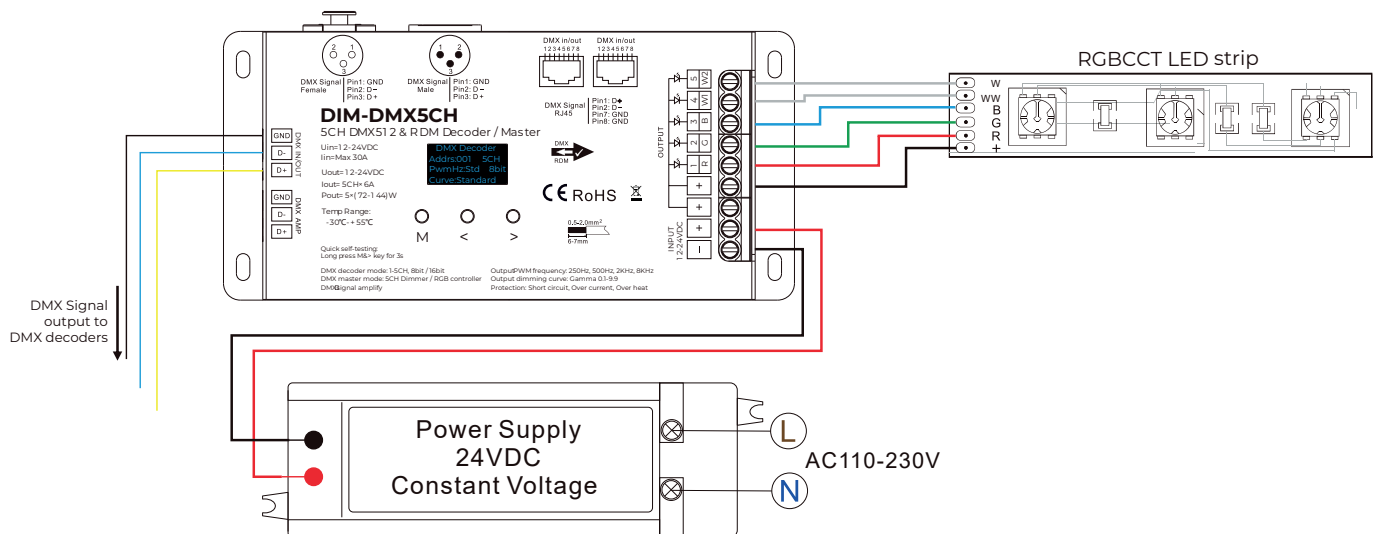 DMX in/out
DMX in/out
12345678
12345678
2 1
3
1 2
3
DMX Signal
Female
Pin1: GND
Pin2: D−
Pin3: D+
DMX Signal
Male
Pin1: GND
Pin2: D−
Pin3: D+
DMX Signal
RJ45
Pin2: D−
Pin7: GND
Pin8: GND
DIM-DMX5CH
5CH DMX512 & RDM Decoder / Master
Uin=12-24VDC
Iin=Max 30A
Uout=12-24VDC
Iout= 5CH×6A
Pout= 5×(72-144)W
Temp Range:
-30℃-+55℃
DMX Decoder
Addrs:001 5CH
PwmHz:Std 8bit
Curve:Standard
DMX
RDM
CE RoHS
0.5-2.0mm²
6-7mm
M < >
Quick self-testing:
Long press M&> key for 3s
DMX decoder mode: 1-5CH, 8bit / 16bit
DMX master mode: 5CH Dimmer / RGB controller
Signal amplify
OutputPWM frequency: 250Hz, 500Hz, 2KHz, 8KHz
Output dimming curve: Gamma 0.1-9.9
Protection: Short circuit, Over current, Over heat
GND
D-
D+
DMX IN/OUT
GND
D-
D+
DMX AMP
OUTPUT
5 W2
4 W1
3 B
2 G
1 R
+
+
+
−
INPUT
12-24VDC
RGBCCT LED strip
W
WW
B
G
R
+
DMX Signal
output to
DMX decoders
Power Supply
24VDC
Constant Voltage
L
N
AC110-230V